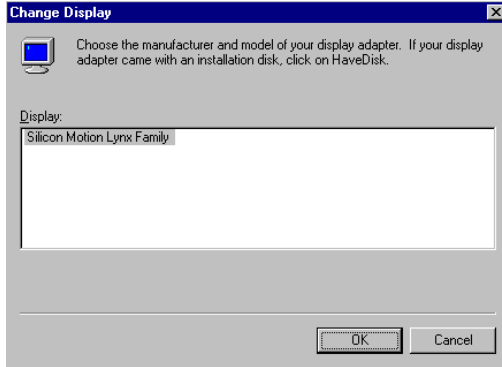 Change Display
Choose the manufacturer and model of your display adapter. If your display
adapter came with an installation disk, click on HaveDisk.
Display:
Silicon Motion Lynx Family
OK
Cancel